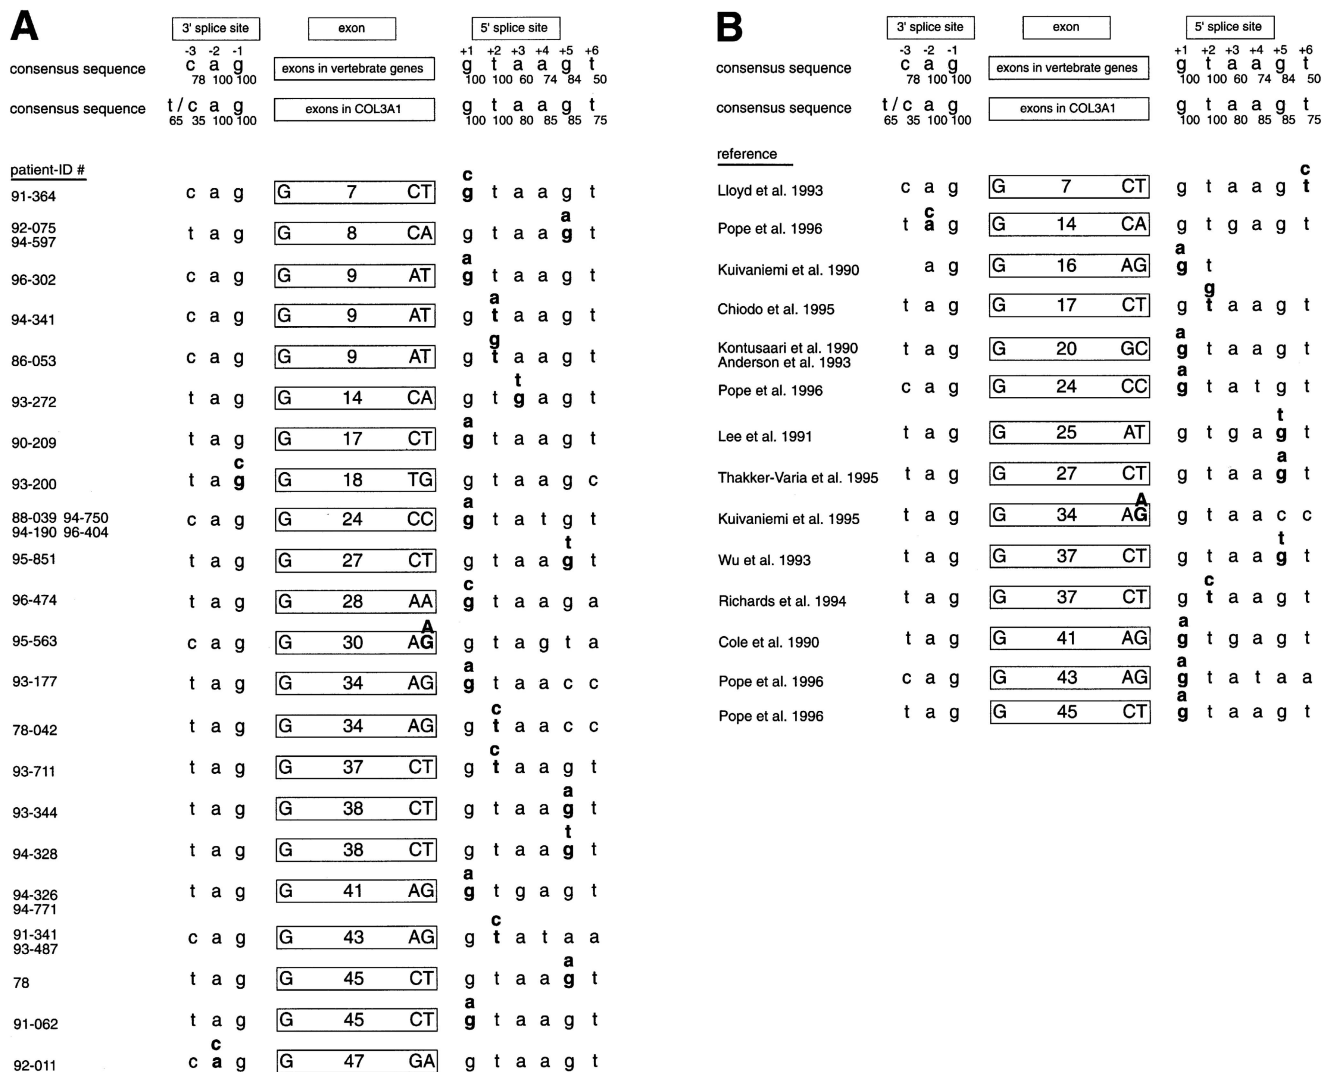 A
3' splice site exon 5' splice site
-3 -2 -1 +1 +2 +3 +4 +5 +6
consensus sequence c a g exons in vertebrate genes g t a a g t
78 100 100 100 100 60 74 84 50
consensus sequence t/c a g exons in COL3A1 g t a a g t
65 35 100 100 100 100 80 85 85 75
patient-ID #
c
91-364 c a g G 7 CT g t a a g t
a
92-075 t a g G 8 CA g t a a g t
94-597
a
96-302 c a g G 9 AT g t a a g t
a
94-341 c a g G 9 AT g t a a g t
g
86-053 c a g G 9 AT g t a a g t
t
93-272 t a g G 14 CA g t g a g t
a
90-209 t a g G 17 CT g t a a g t
c
93-200 t a g G 18 TG g t a a g c
a
88-039 94-750 c a g G 24 CC g t a t g t
94-190 96-404
t
95-851 t a g G 27 CT g t a a g t
c
96-474 t a g G 28 AA g t a a g a
A
95-563 c a g G 30 AG g t a g t a
a
93-177 t a g G 34 AG g t a a c c
c
78-042 t a g G 34 AG g t a a c c
c
93-711 t a g G 37 CT g t a a g t
a
93-344 t a g G 38 CT g t a a g t
t
94-328 t a g G 38 CT g t a a g t
a
94-326 t a g G 41 AG g t g a g t
94-771
c
91-341 c a g G 43 AG g t a t a a
93-487
a
78 t a g G 45 CT g t a a g t
a
91-062 t a g G 45 CT g t a a g t
c
92-011 c a g G 47 GA g t a a g t
B
3' splice site exon 5' splice site
-3 -2 -1 +1 +2 +3 +4 +5 +6
consensus sequence c a g exons in vertebrate genes g t a a g t
78 100 100 100 100 60 74 84 50
consensus sequence t/c a g exons in COL3A1 g t a a g t
65 35 100 100 100 100 80 85 85 75
reference
c
Lloyd et al. 1993 c a g G 7 CT g t a a g t
c
Pope et al. 1996 t a g G 14 CA g t g a g t
a
Kuivaniemi et al. 1990 a g G 16 AG g t
g
Chiodo et al. 1995 t a g G 17 CT g t a a g t
a
Kontusaari et al. 1990 t a g G 20 GC g t a a g t
Anderson et al. 1993
a
Pope et al. 1996 c a g G 24 CC g t a t g t
t
Lee et al. 1991 t a g G 25 AT g t g a g t
a
Thakker-Varia et al. 1995 t a g G 27 CT g t a a g t
A
Kuivaniemi et al. 1995 t a g G 34 AG g t a a c c
t
Wu et al. 1993 t a g G 37 CT g t a a g t
c
Richards et al. 1994 t a g G 37 CT g t a a g t
a
Cole et al. 1990 t a g G 41 AG g t g a g t
a
Pope et al. 1996 c a g G 43 AG g t a t a a
a
Pope et al. 1996 t a g G 45 CT g t a a g t